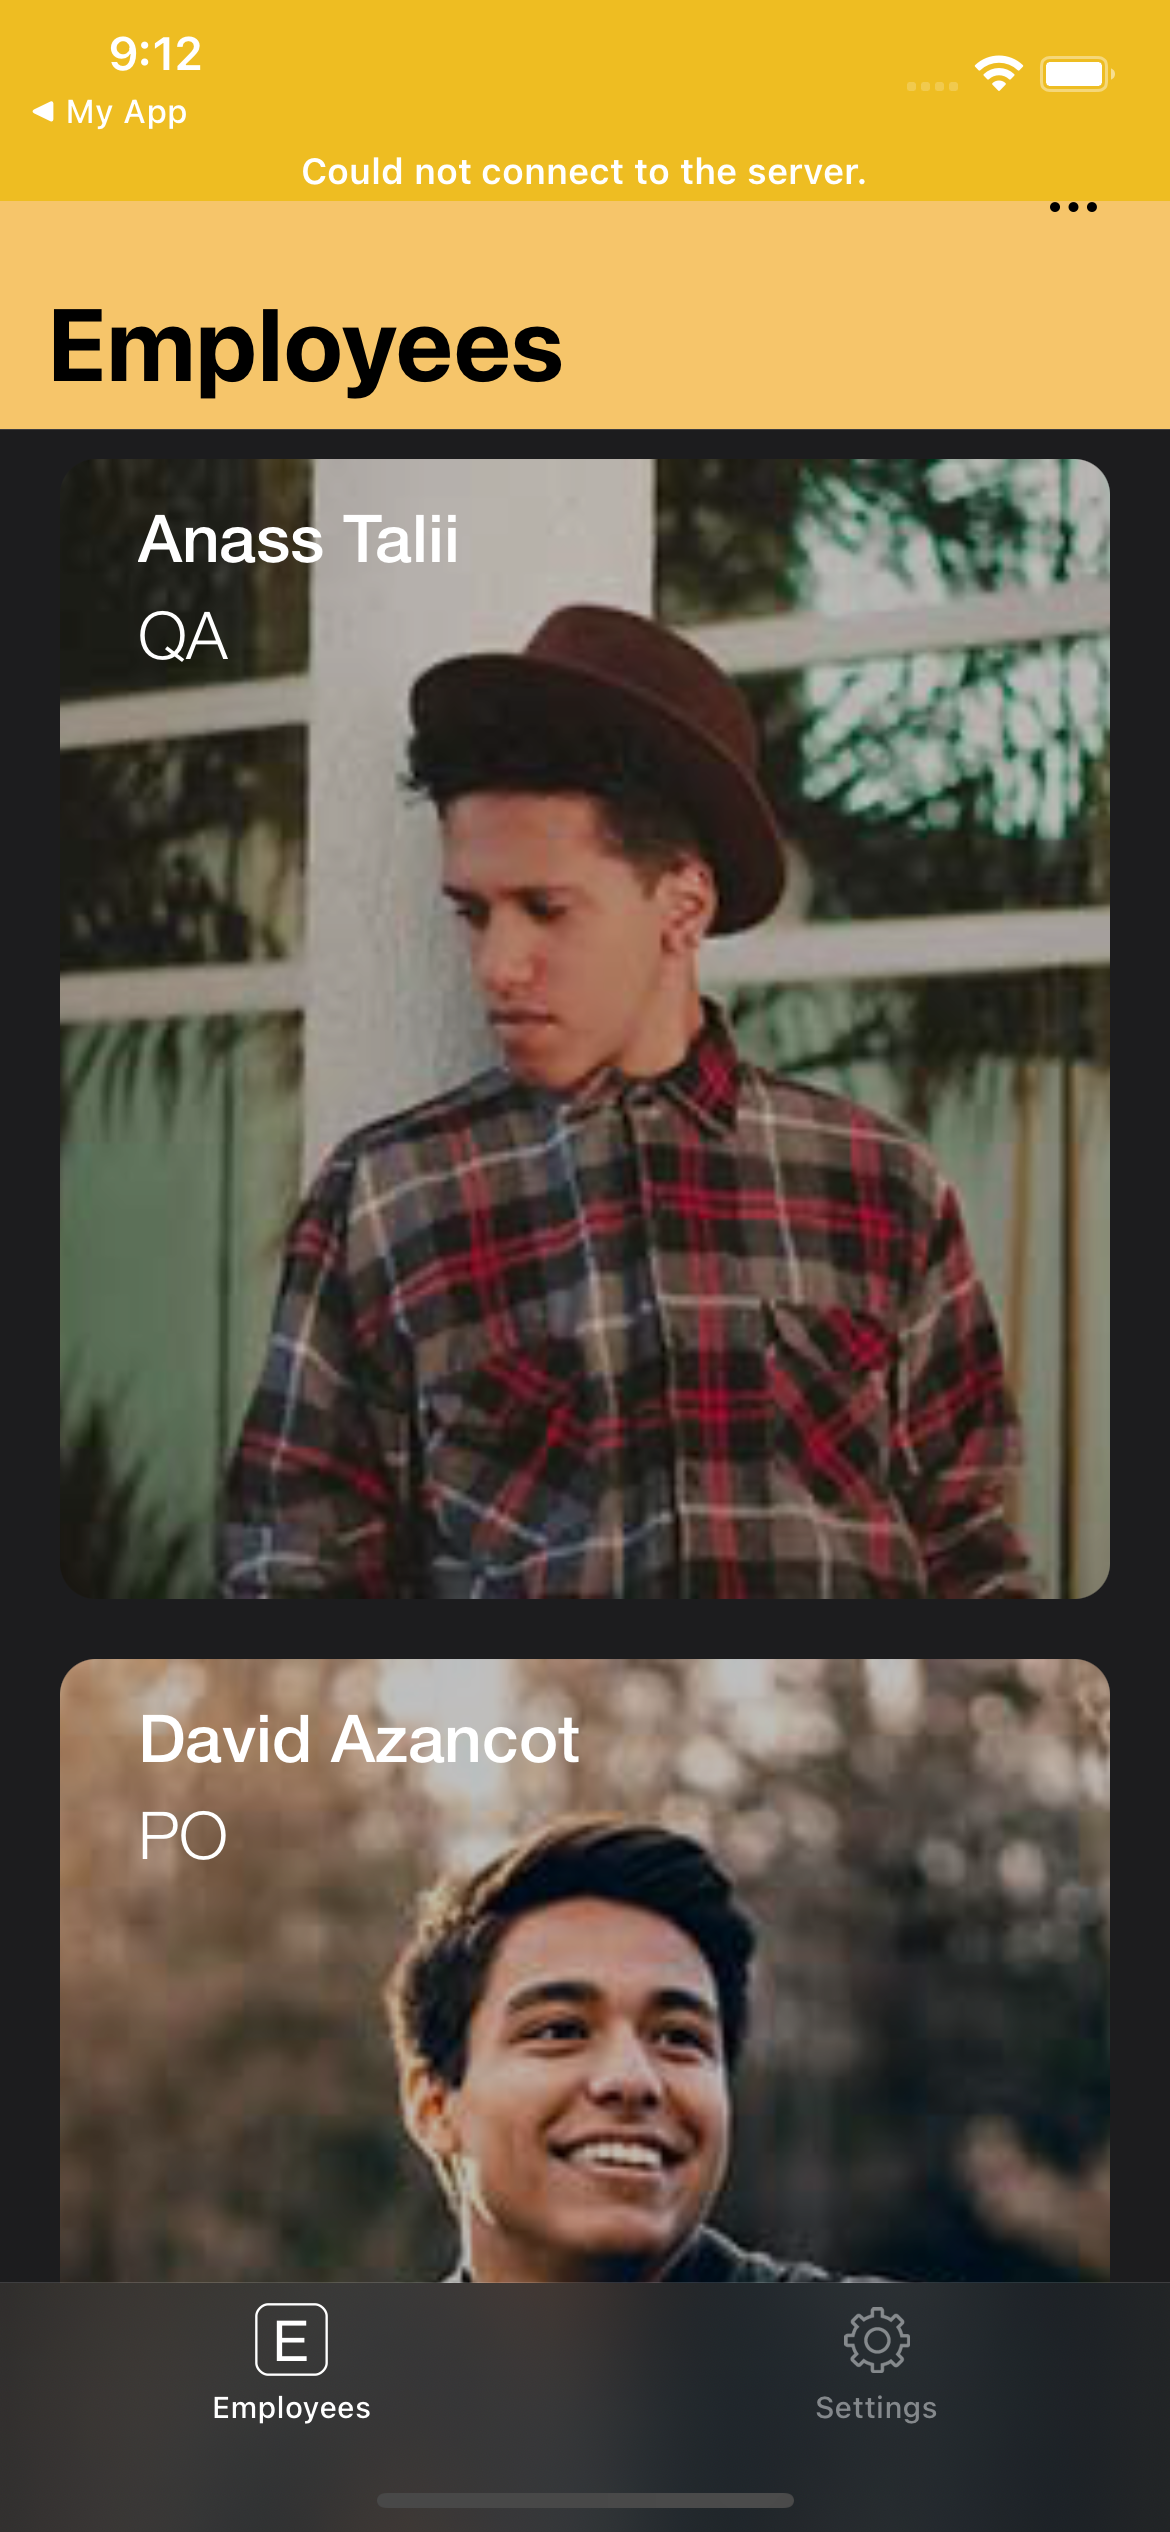 9:12
◀ My App
Could not connect to the server.
Employees
Anass Talii
QA
David Azancot
PO
E
Employees
Settings